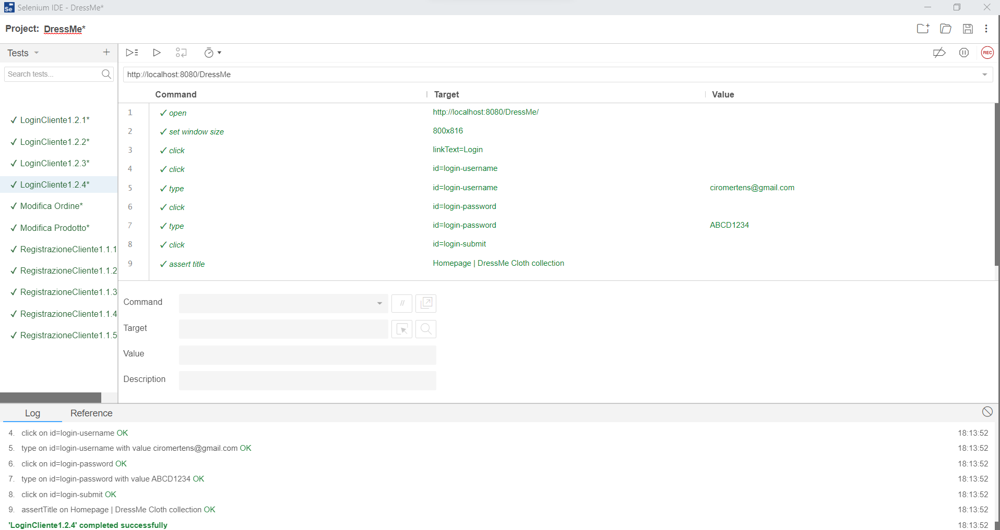 Selenium IDE - DressMe*
Project: DressMe*
Tests
Search tests...
LoginCliente1.2.1*
LoginCliente1.2.2*
LoginCliente1.2.3*
LoginCliente1.2.4*
Modifica Ordine*
Modifica Prodotto*
RegistrazioneCliente1.1.1
RegistrazioneCliente1.1.2
RegistrazioneCliente1.1.3
RegistrazioneCliente1.1.4
RegistrazioneCliente1.1.5
REC
http://localhost:8080/DressMe
Command Target Value
1 ✓ open http://localhost:8080/DressMe/
2 ✓ set window size 800x816
3 ✓ click linkText=Login
4 ✓ click id=login-username
5 ✓ type id=login-username ciromertens@gmail.com
6 ✓ click id=login-password
7 ✓ type id=login-password ABCD1234
8 ✓ click id=login-submit
9 ✓ assert title Homepage | DressMe Cloth collection
Command //
Target
Value
Description
Log Reference
4. click on id=login-username OK 18:13:52
5. type on id=login-username with value ciromertens@gmail.com OK 18:13:52
6. click on id=login-password OK 18:13:52
7. type on id=login-password with value ABCD1234 OK 18:13:52
8. click on id=login-submit OK 18:13:52
9. assertTitle on Homepage | DressMe Cloth collection OK 18:13:52
'LoginCliente1.2.4' completed successfully 18:13:52